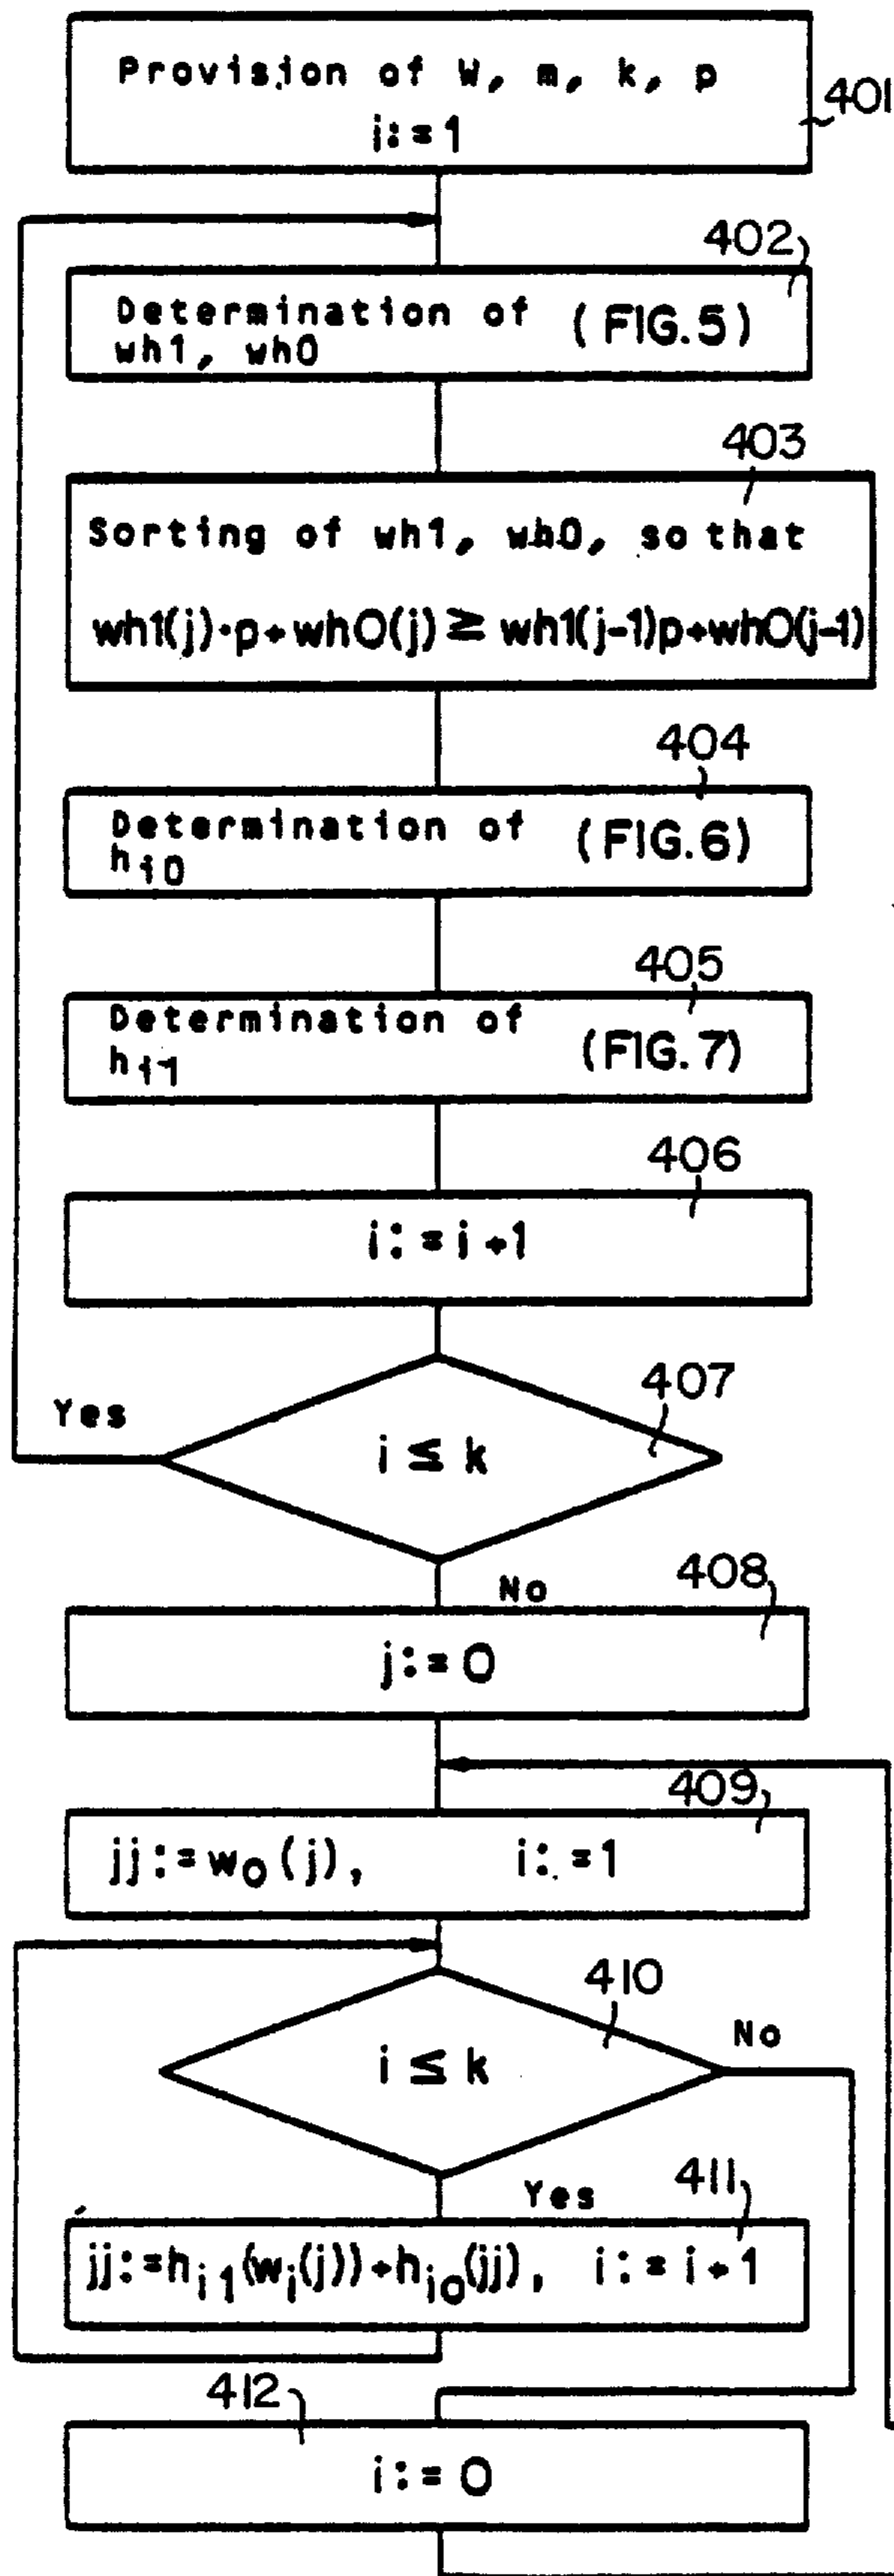 Provision of W, m, k, p
i:=1
401
402
Determination of (FIG.5)
wh1, wh0
403
Sorting of wh1, wh0, so that
wh1(j)·p+wh0(j) ≥ wh1(j-1)p+wh0(j-1)
404
Determination of (FIG.6)
hi0
405
Determination of
hi1 (FIG.7)
406
i:=i+1
407
Yes
i ≤ k
No
408
j:=0
409
jj:=w0(j), i:=1
410
No
i ≤ k
Yes
411
jj:=hi1(wi(j))+hi0(jj), i:=i+1
412
i:=0